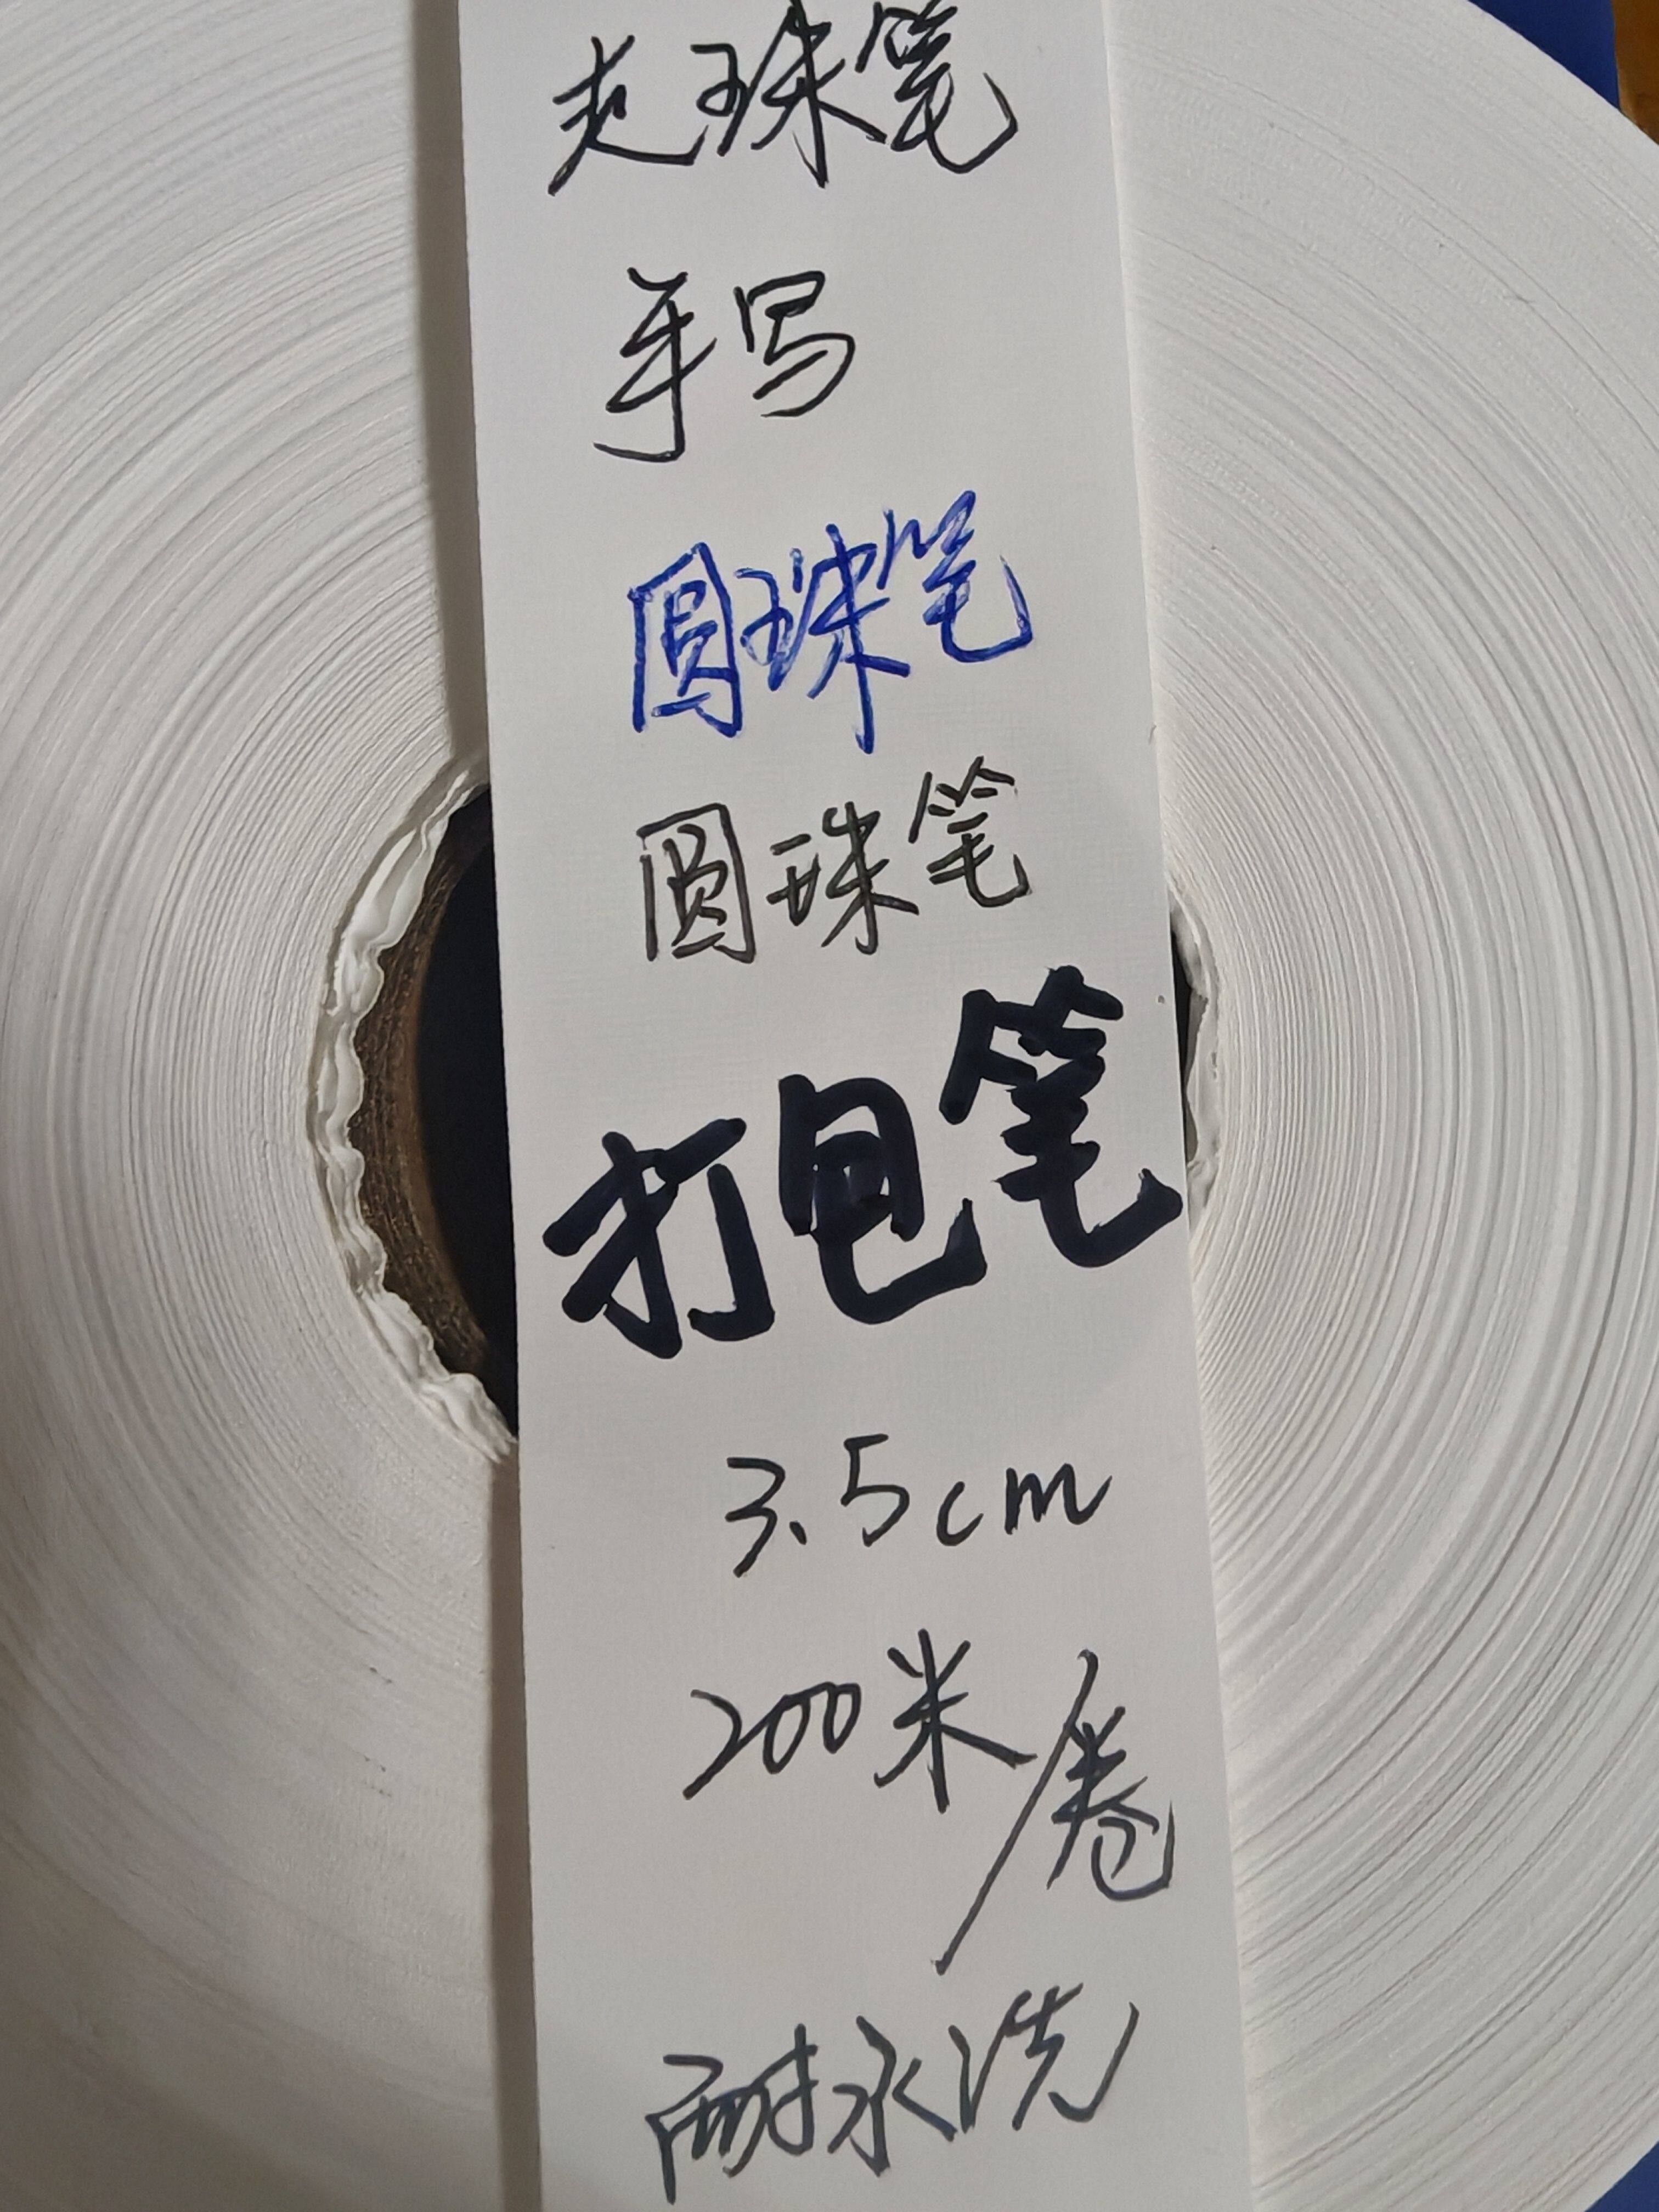 走珠笔
手写
圆珠笔
圆珠笔
打包笔
3.5cm
200米/卷
耐水洗